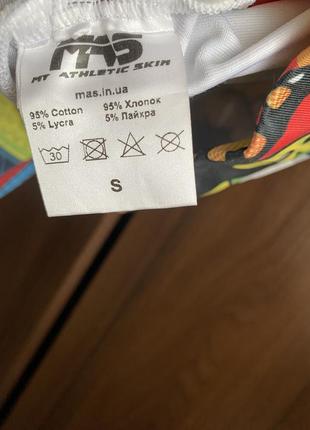 MAS
MY ATHLETIC SKIN
mas.in.ua
95% Cotton 95% Хлопок
5% Lycra 5% Лайкра
30
S